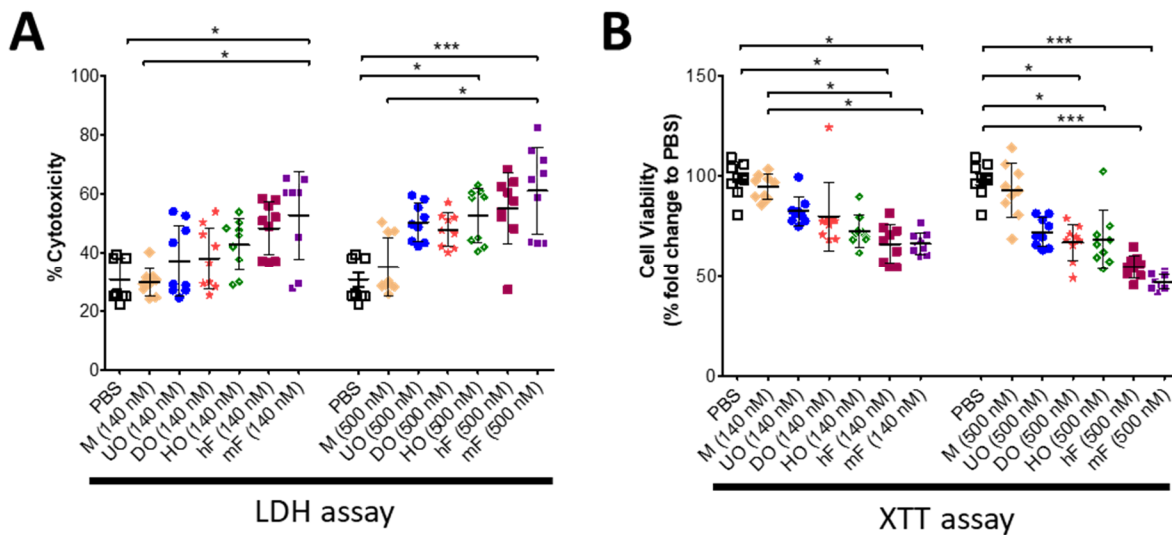 A
*
*
***
*
*
100
80
60
40
20
0
% Cytotoxicity
PBS
M (140 nM)
UO (140 nM)
DO (140 nM)
HO (140 nM)
hF (140 nM)
mF (140 nM)
PBS
M (500 nM)
UO (500 nM)
DO (500 nM)
HO (500 nM)
hF (500 nM)
mF (500 nM)
LDH assay
B
*
*
*
*
***
*
*
***
150
100
50
0
Cell Viability
(% fold change to PBS)
PBS
M (140 nM)
UO (140 nM)
DO (140 nM)
HO (140 nM)
hF (140 nM)
mF (140 nM)
PBS
M (500 nM)
UO (500 nM)
DO (500 nM)
HO (500 nM)
hF (500 nM)
mF (500 nM)
XTT assay